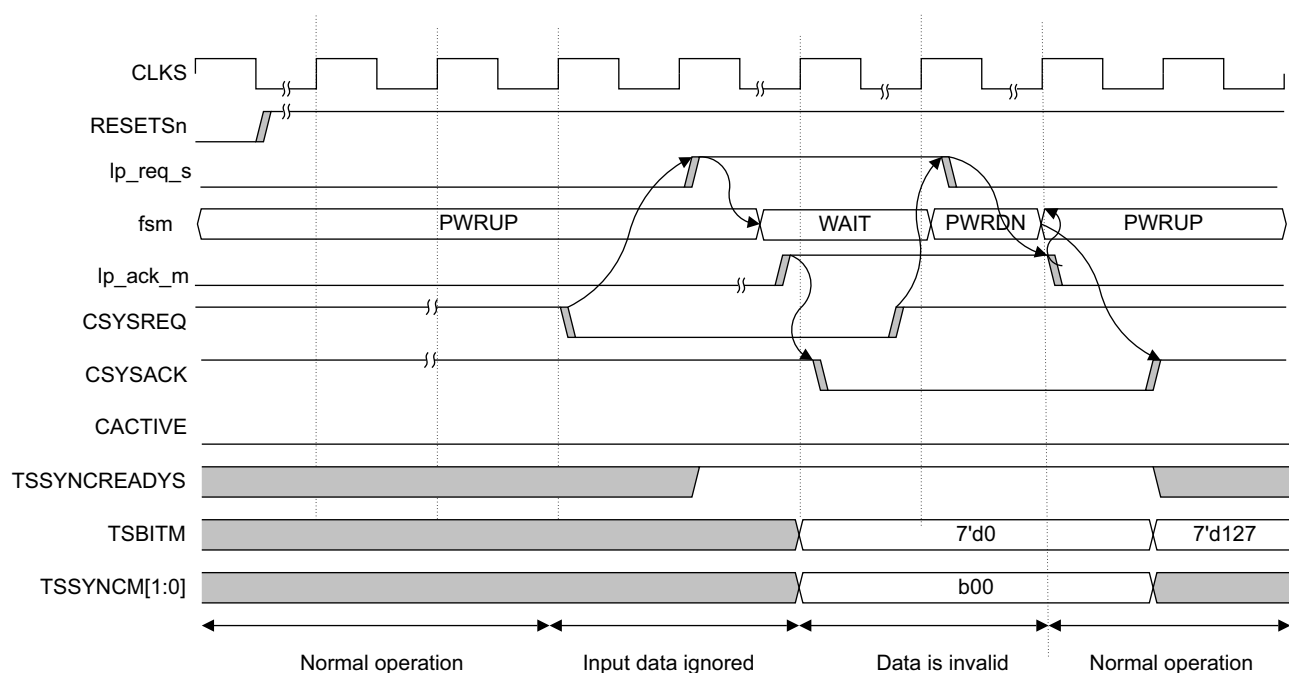 CLKS
RESETSn
lp_req_s
fsm PWRUP WAIT PWRDN PWRUP
lp_ack_m
CSYSREQ
CSYSACK
CACTIVE
TSSYNCREADYS
TSBITM 7'd0 7'd127
TSSYNCM[1:0] b00
Normal operation Input data ignored Data is invalid Normal operation